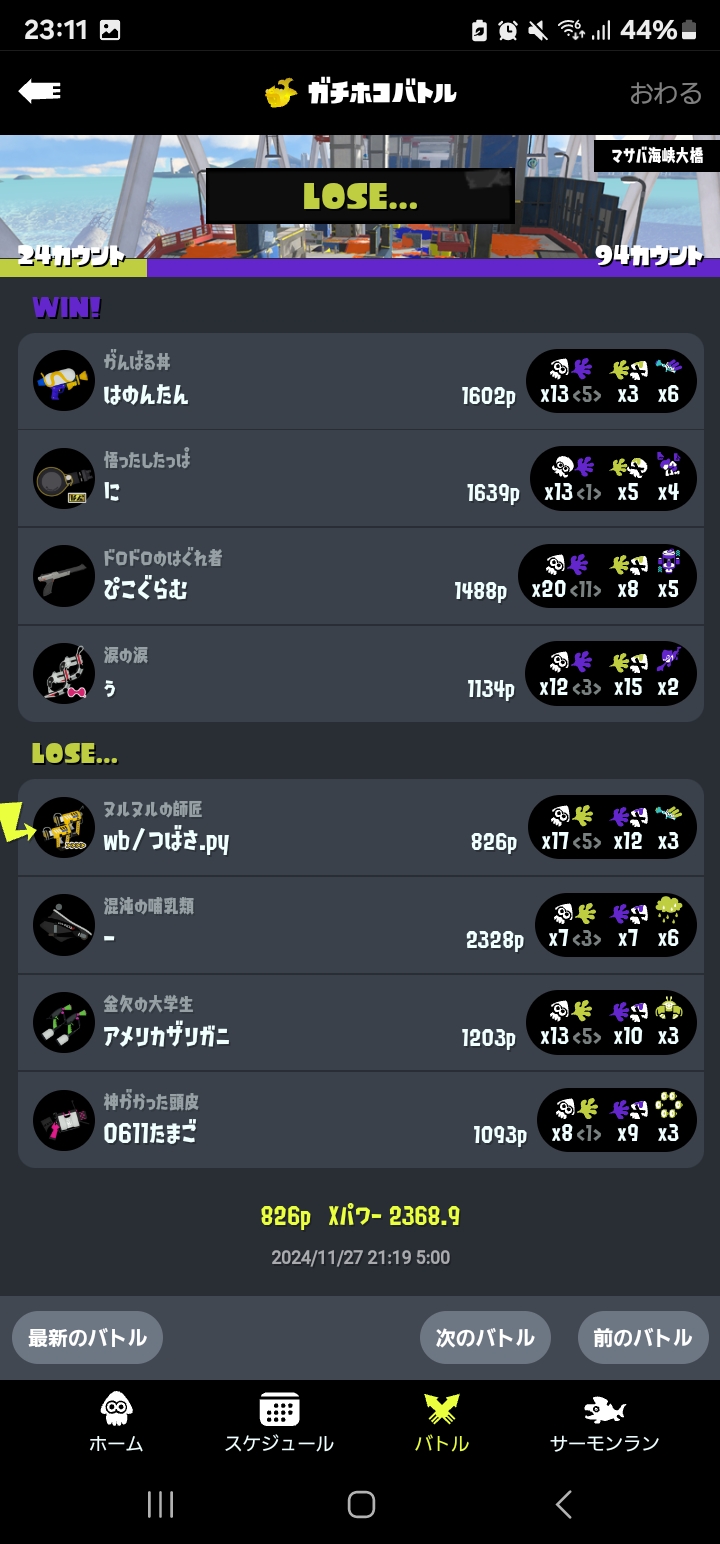 23:11 44%
ガチホコバトル おわる
マサバ海峡大橋
LOSE...
24カウント 94カウント
WIN!
がんばる丼
はめんたん 1602p x13 <5> x3 x6
悟ったしたっぱ
に 1639p x13 <1> x5 x4
ドロドロのはぐれ者
ぴこぐらむ 1488p x20 <11> x8 x5
涙の涙
ぅ 1134p x12 <3> x15 x2
LOSE...
ヌルヌルの師匠
wb/つばさ.py 826p x17 <5> x12 x3
混沌の哺乳類
ー 2328p x7 <3> x7 x6
金欠の大学生
アメリカザリガニ 1203p x13 <5> x10 x3
神がかった頭皮
0611たまご 1093p x8 <1> x9 x3
826p Xパワー 2368.9
2024/11/27 21:19 5:00
最新のバトル 次のバトル 前のバトル
ホーム スケジュール バトル サーモンラン